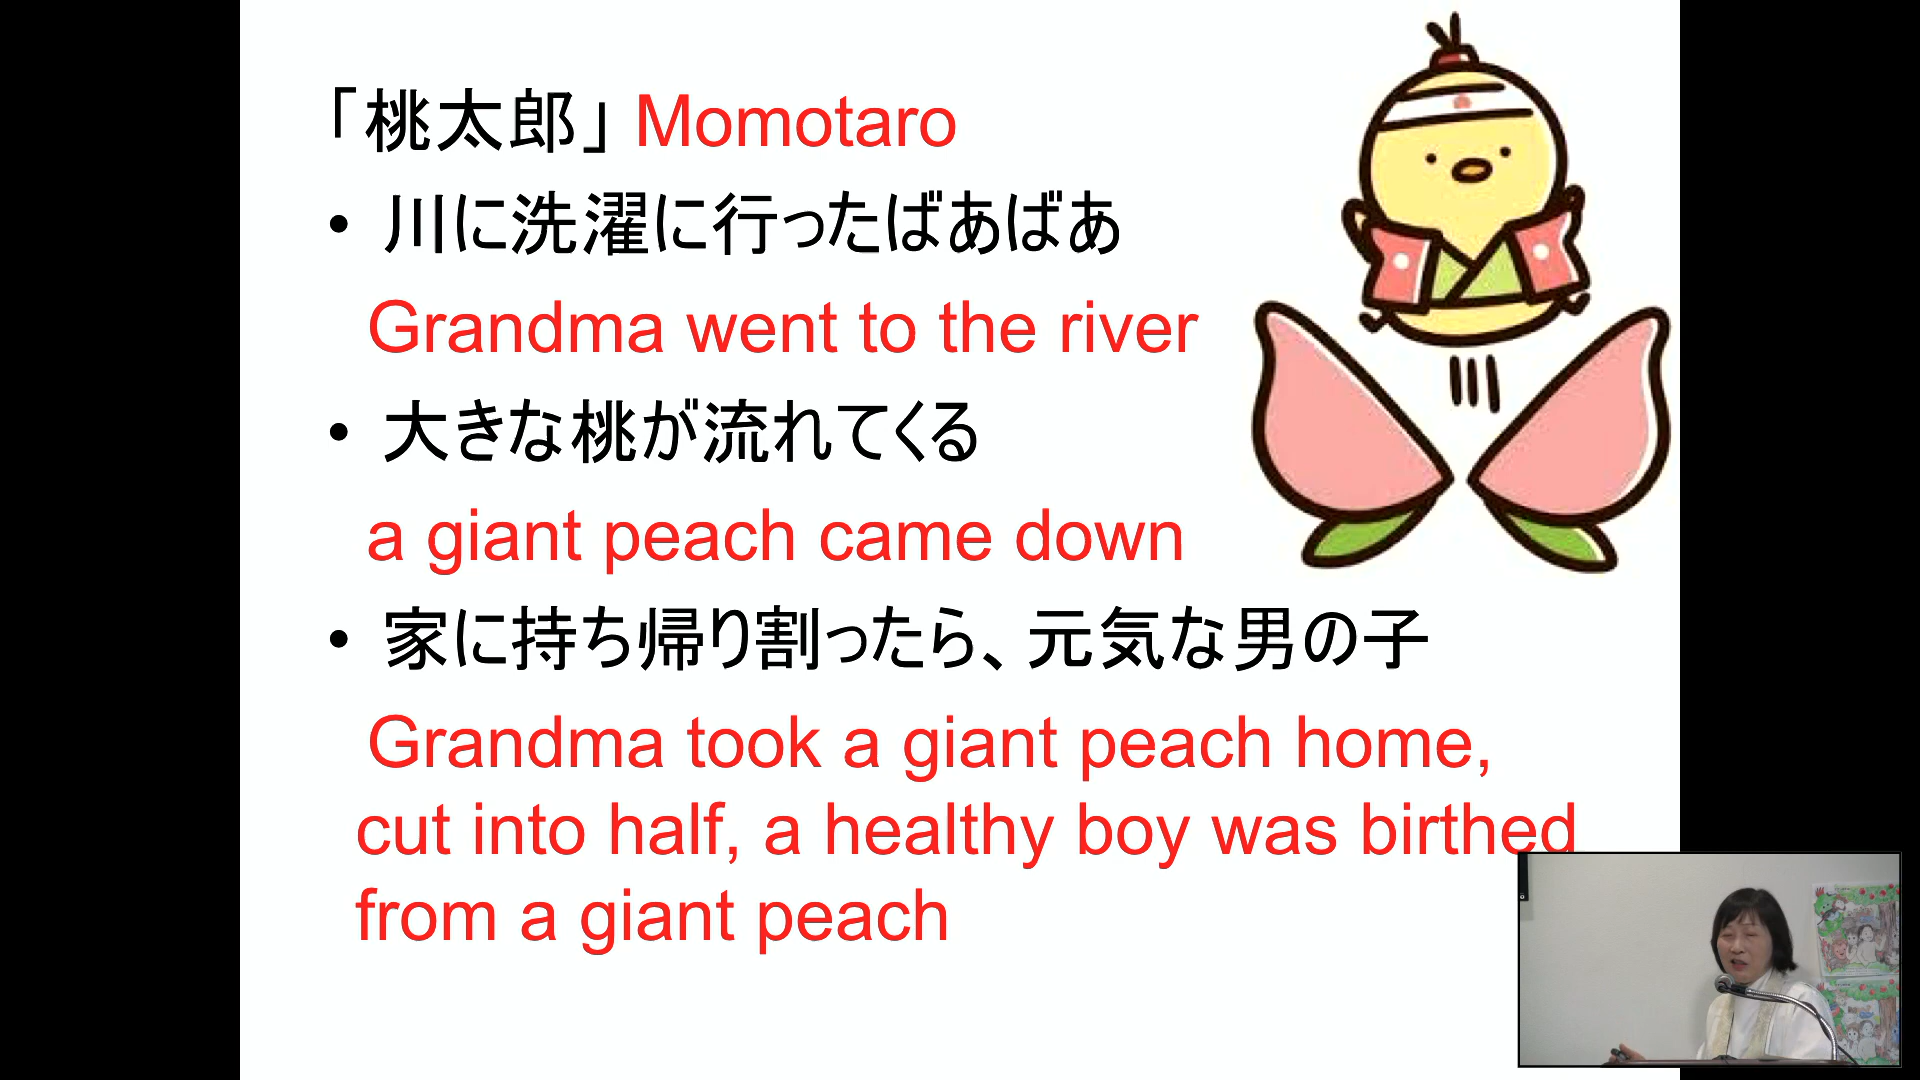 「桃太郎」 Momotaro
• 川に洗濯に行ったばあばあ
Grandma went to the river
• 大きな桃が流れてくる
a giant peach came down
• 家に持ち帰り割ったら、元気な男の子
Grandma took a giant peach home,
cut into half, a healthy boy was birthed
from a giant peach